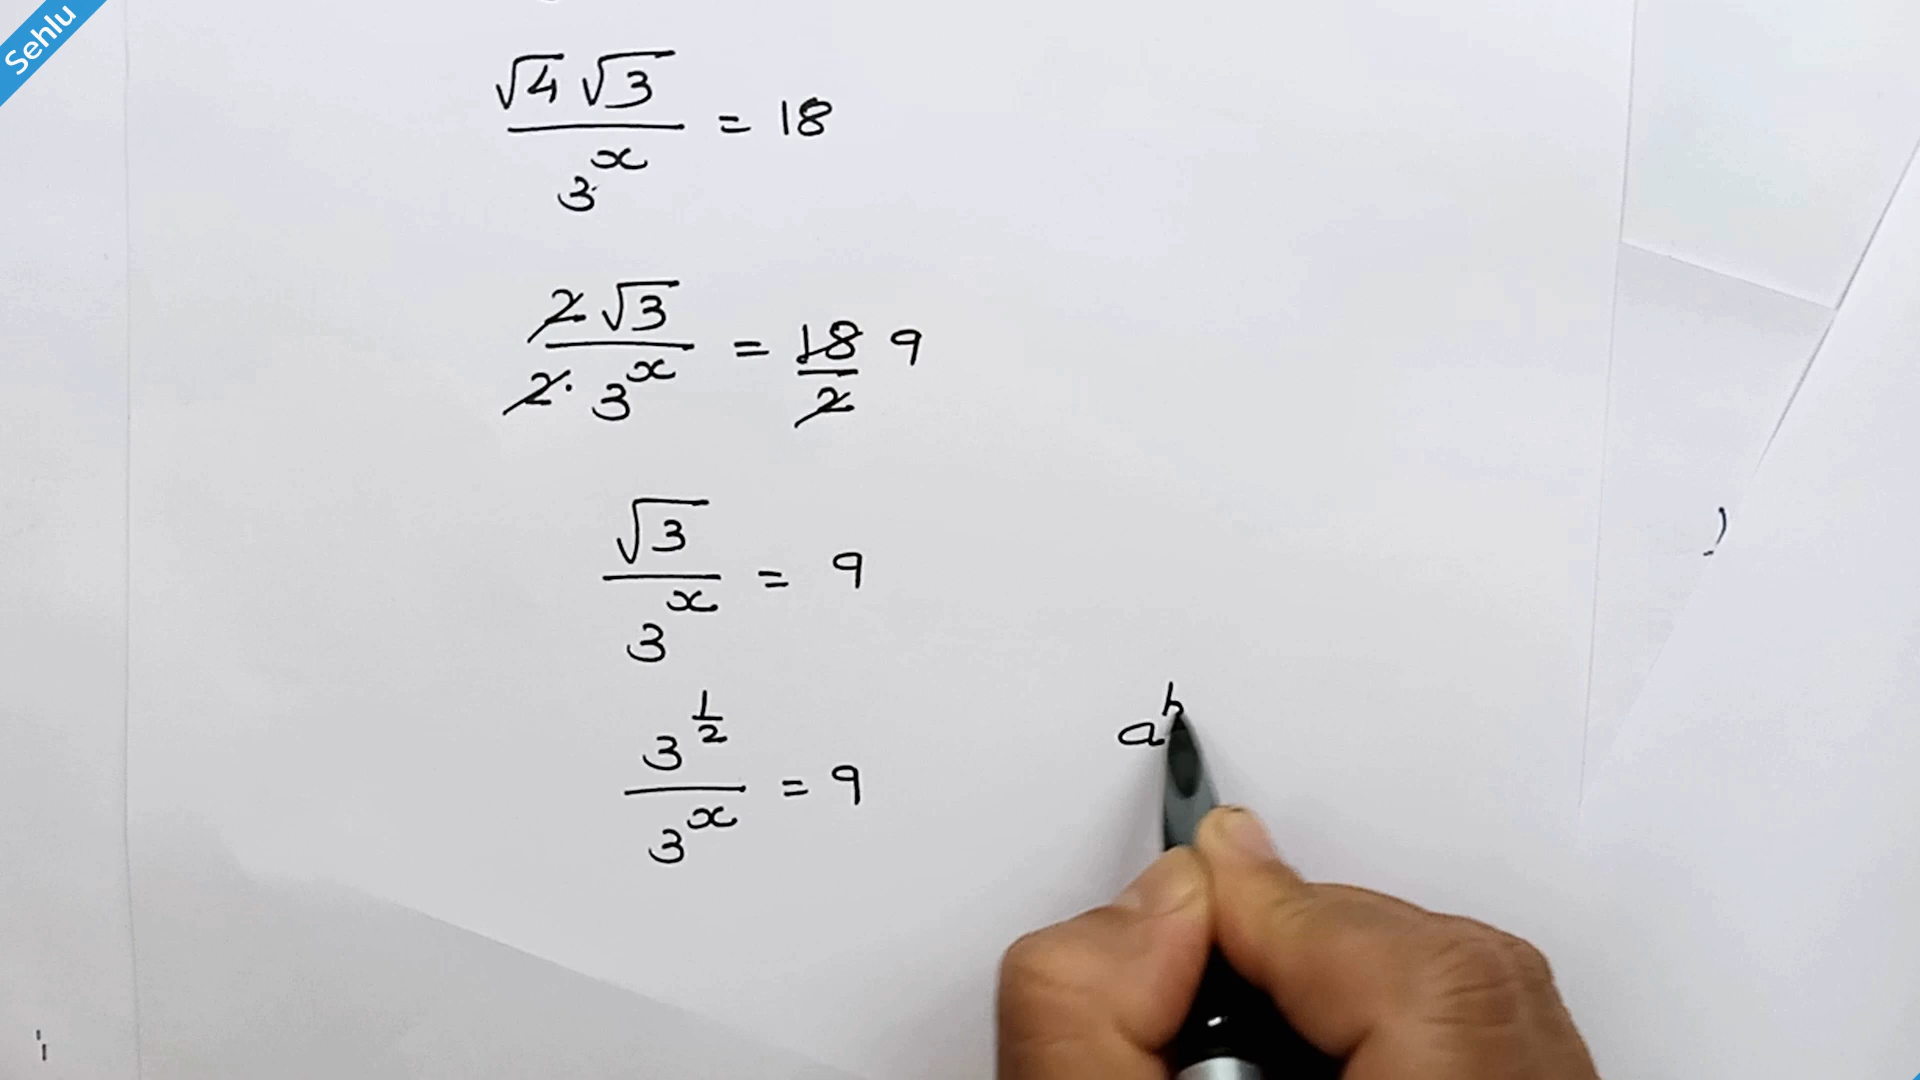 Sehlu
√4 √3 / 3^x = 18
2√3 / 2· 3^x = 18/2 9
√3 / 3^x = 9
3^(1/2) / 3^x = 9
a^b